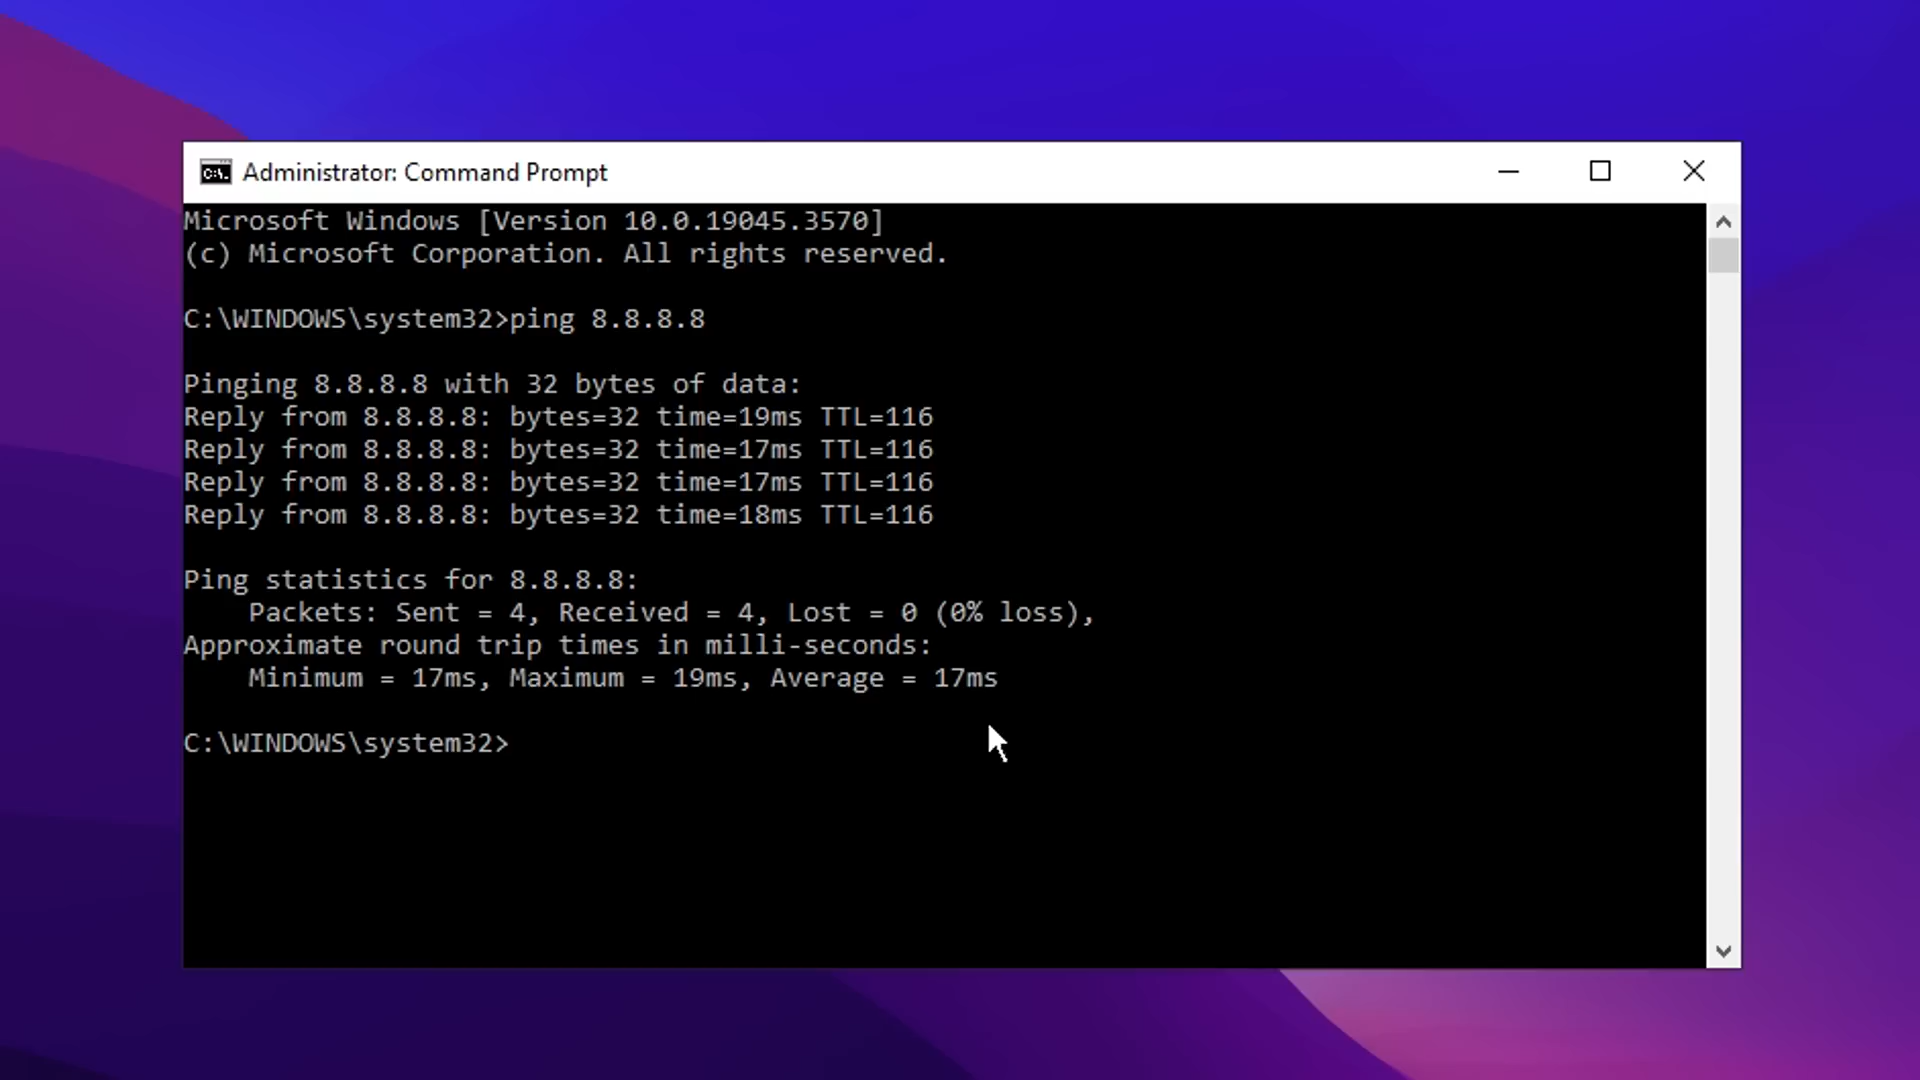 Administrator: Command Prompt
Microsoft Windows [Version 10.0.19045.3570]
(c) Microsoft Corporation. All rights reserved.
C:\WINDOWS\system32>ping 8.8.8.8
Pinging 8.8.8.8 with 32 bytes of data:
Reply from 8.8.8.8: bytes=32 time=19ms TTL=116
Reply from 8.8.8.8: bytes=32 time=17ms TTL=116
Reply from 8.8.8.8: bytes=32 time=17ms TTL=116
Reply from 8.8.8.8: bytes=32 time=18ms TTL=116
Ping statistics for 8.8.8.8:
    Packets: Sent = 4, Received = 4, Lost = 0 (0% loss),
Approximate round trip times in milli-seconds:
    Minimum = 17ms, Maximum = 19ms, Average = 17ms
C:\WINDOWS\system32>